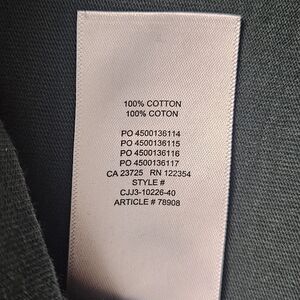 100% COTTON
100% COTON
PO 4500136114
PO 4500136115
PO 4500136116
PO 4500136117
CA 23725 RN 122354
STYLE #
CJJ3-10226-40
ARTICLE # 78908